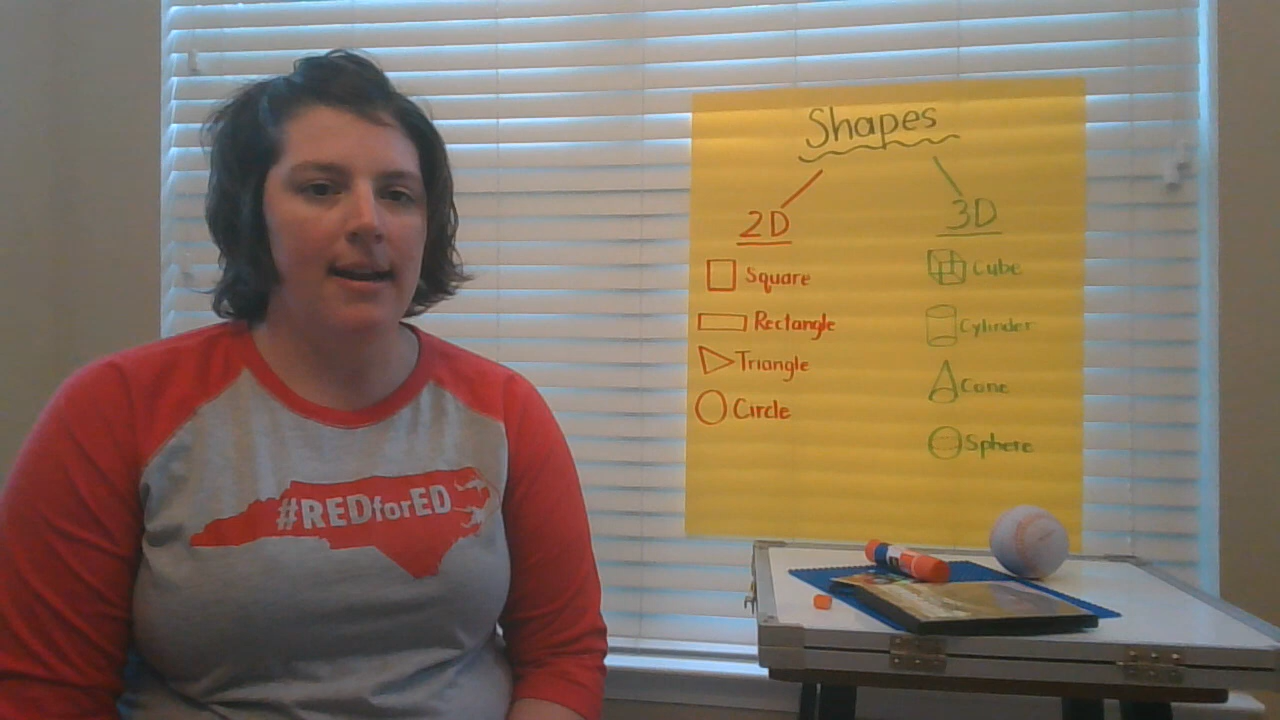 Shapes
2D
Square
Rectangle
Triangle
Circle
3D
Cube
Cylinder
Cone
Sphere
#REDforED